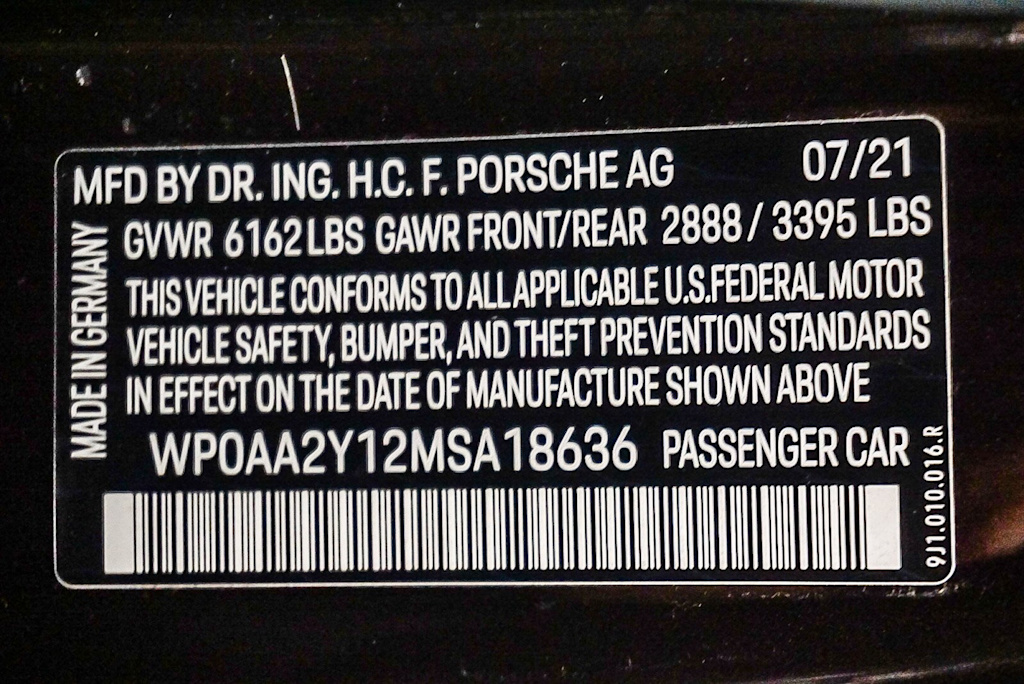 MFD BY DR. ING. H.C. F. PORSCHE AG 07/21
GVWR 6162 LBS GAWR FRONT/REAR 2888 / 3395 LBS
THIS VEHICLE CONFORMS TO ALL APPLICABLE U.S.FEDERAL MOTOR
VEHICLE SAFETY, BUMPER, AND THEFT PREVENTION STANDARDS
IN EFFECT ON THE DATE OF MANUFACTURE SHOWN ABOVE
WP0AA2Y12MSA18636 PASSENGER CAR
MADE IN GERMANY
9J1.010.016.R